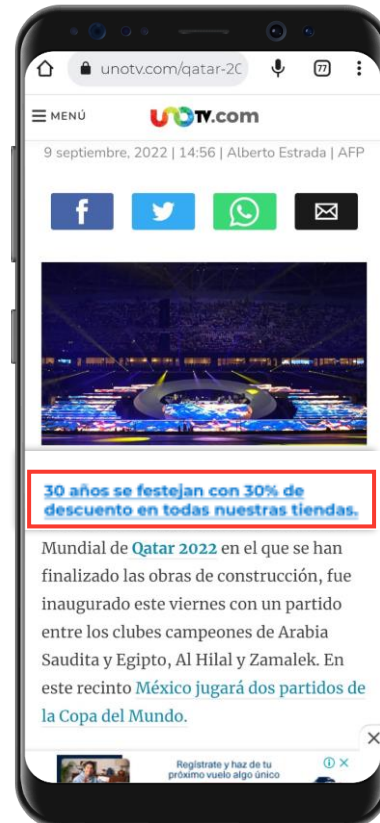 unotv.com/qatar-20
77
MENÚ
UNOTV.com
9 septiembre, 2022 | 14:56 | Alberto Estrada | AFP
f
30 años se festejan con 30% de
descuento en todas nuestras tiendas.
Mundial de Qatar 2022 en el que se han
finalizado las obras de construcción, fue
inaugurado este viernes con un partido
entre los clubes campeones de Arabia
Saudita y Egipto, Al Hilal y Zamalek. En
este recinto México jugará dos partidos de
la Copa del Mundo.
Regístrate y haz de tu
próximo vuelo algo único